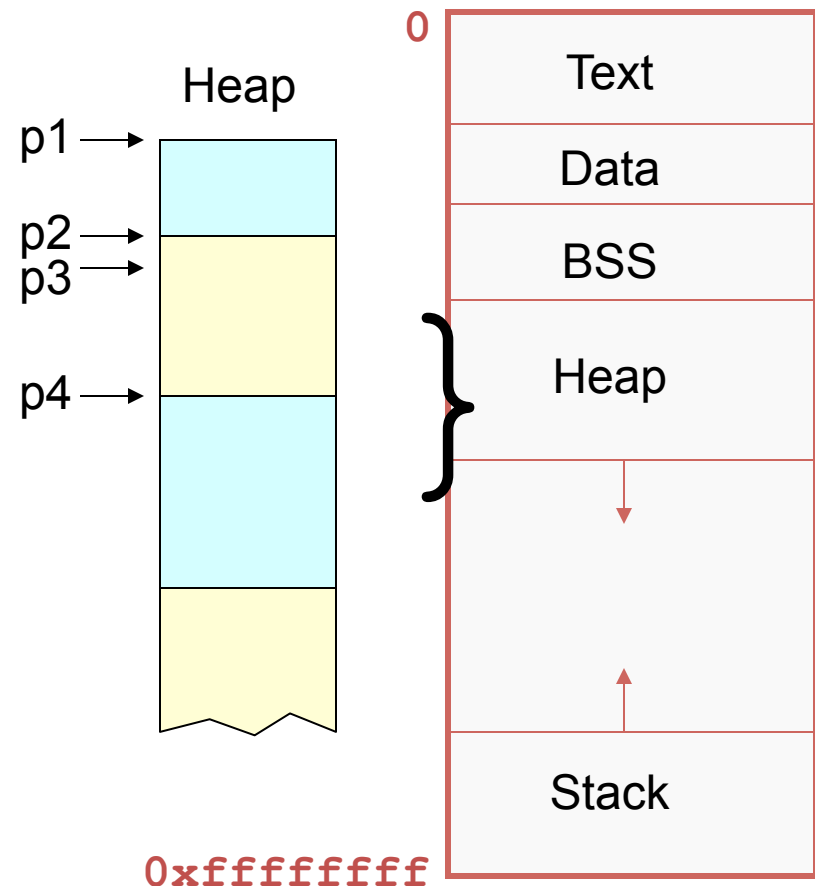 Heap
p1
p2
p3
p4
0
Text
Data
BSS
Heap
Stack
0xffffffff